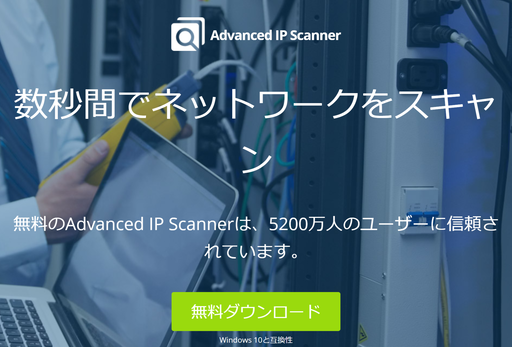 Advanced IP Scanner
数秒間でネットワークをスキャ
ン
無料のAdvanced IP Scannerは、5200万人のユーザーに信頼さ
れています。
無料ダウンロード
Windows 10と互換性